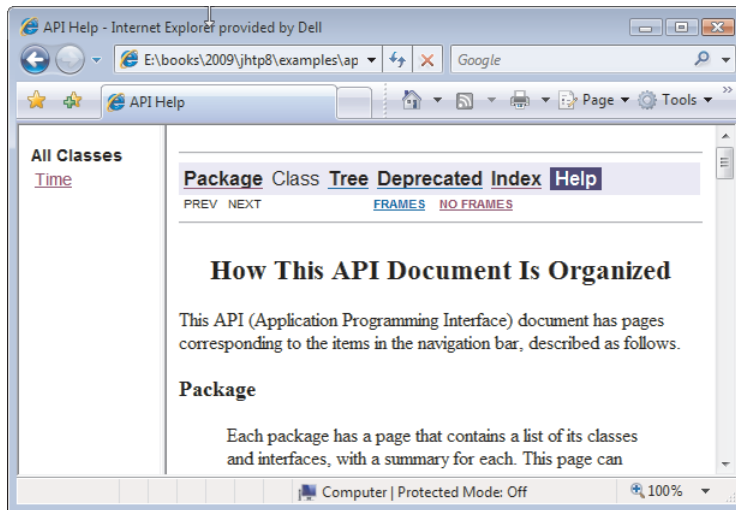 API Help - Internet Explorer provided by Dell
E:\books\2009\jhtp8\examples\ap
Google
API Help
Page
Tools
All Classes
Time
Package Class Tree Deprecated Index Help
PREV NEXT FRAMES NO FRAMES
How This API Document Is Organized
This API (Application Programming Interface) document has pages
corresponding to the items in the navigation bar, described as follows.
Package
Each package has a page that contains a list of its classes
and interfaces, with a summary for each. This page can
Computer | Protected Mode: Off
100%